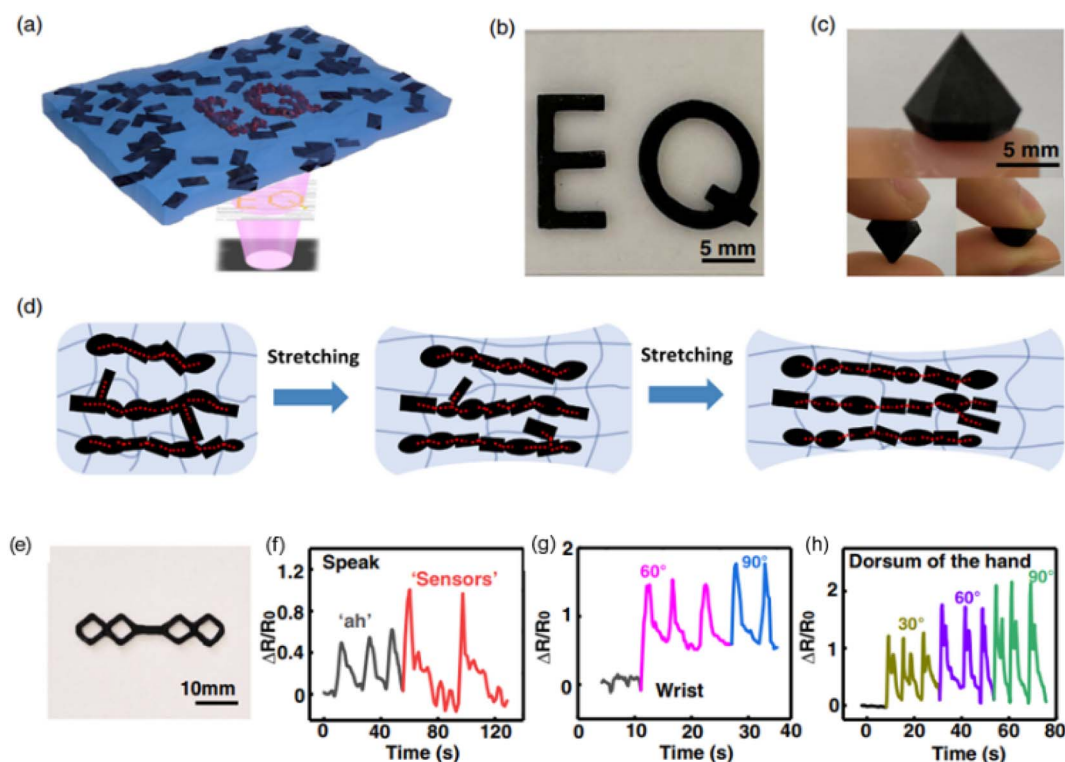 (a)
EQ
EQ
(b)
EQ
5 mm
(c)
5 mm
(d)
Stretching
Stretching
(e)
10mm
(f)
Speak
'ah'
'Sensors'
ΔR/R₀
1.2
0.8
0.4
0
0
40
80
120
Time (s)
(g)
60°
90°
Wrist
ΔR/R₀
2
1
0
0
10
20
30
40
Time (s)
(h)
Dorsum of the hand
30°
60°
90°
ΔR/R₀
3
2
1
0
0
20
40
60
80
Time (s)